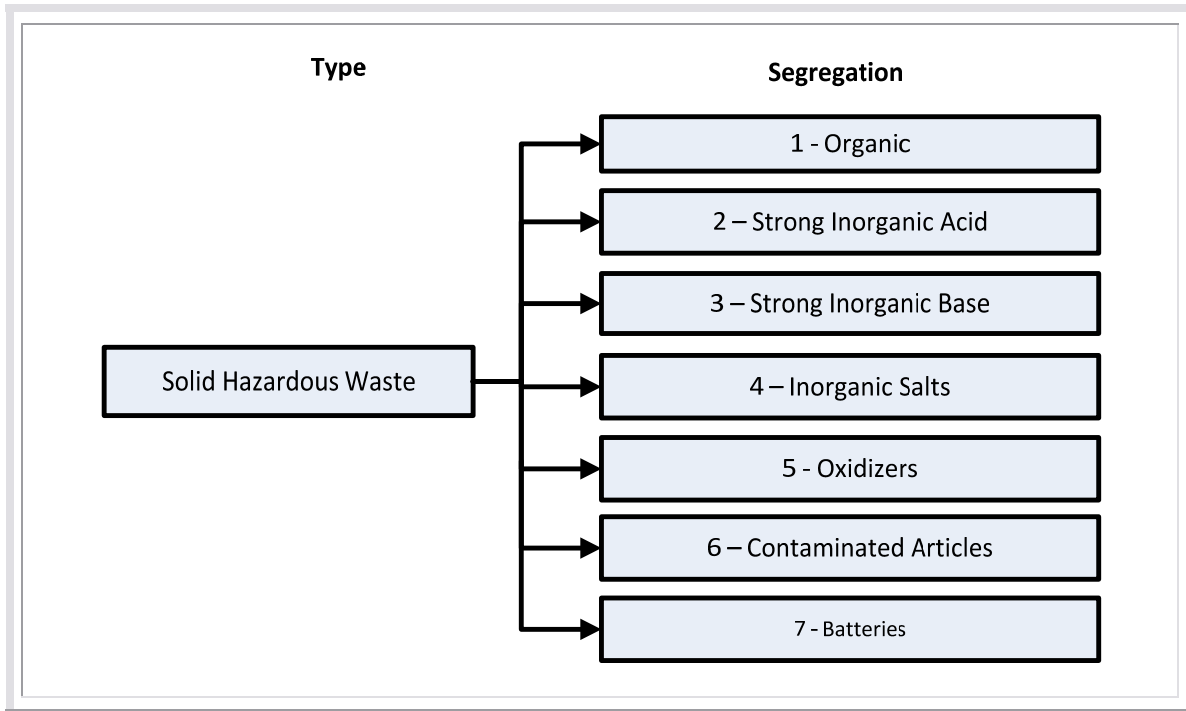 Type
Segregation
1 - Organic
2 – Strong Inorganic Acid
3 – Strong Inorganic Base
Solid Hazardous Waste
4 – Inorganic Salts
5 - Oxidizers
6 – Contaminated Articles
7 - Batteries